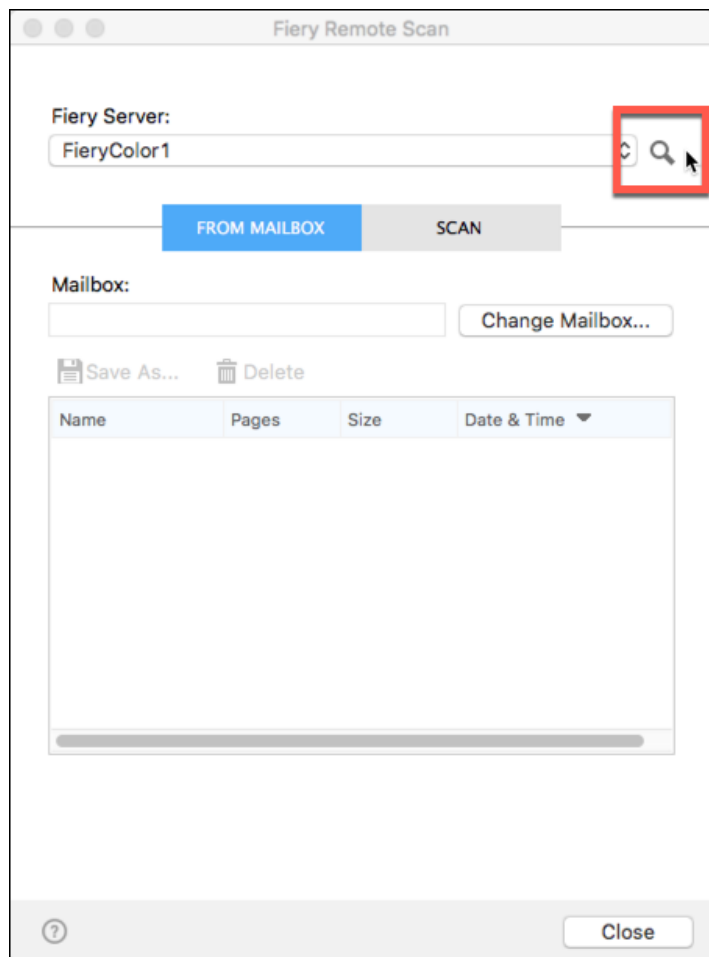 Fiery Remote Scan
Fiery Server:
FieryColor1
FROM MAILBOX SCAN
Mailbox:
Change Mailbox...
Save As... Delete
Name Pages Size Date & Time
? Close